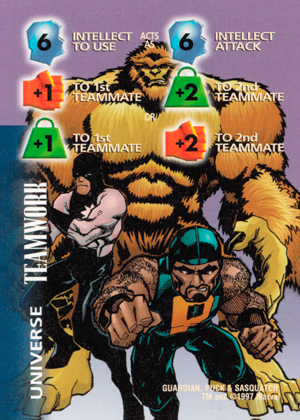 6 INTELLECT TO USE ACTS AS 6 INTELLECT ATTACK
+1 TO 1st TEAMMATE +2 TO 2nd TEAMMATE
OR
+1 TO 1st TEAMMATE +2 TO 2nd TEAMMATE
UNIVERSE TEAMWORK
P
GUARDIAN, PUCK & SASQUATCH
TM and ©1997 Marvel